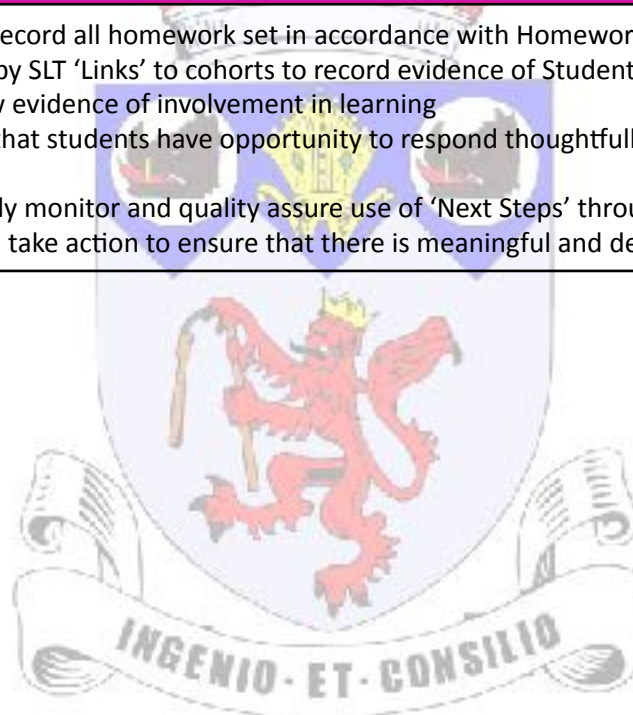 ecord all homework set in accordance with Homewor
by SLT ‘Links’ to cohorts to record evidence of Student
y evidence of involvement in learning
that students have opportunity to respond thoughtfull
ly monitor and quality assure use of ‘Next Steps’ throu
take action to ensure that there is meaningful and de
INGENIO · ET · CONSILIO